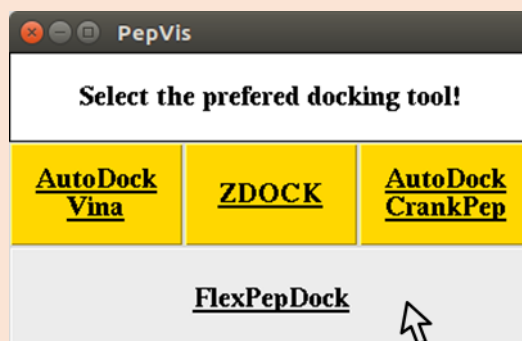 PepVis
Select the prefered docking tool!
AutoDock
Vina
ZDOCK
AutoDock
CrankPep
FlexPepDock